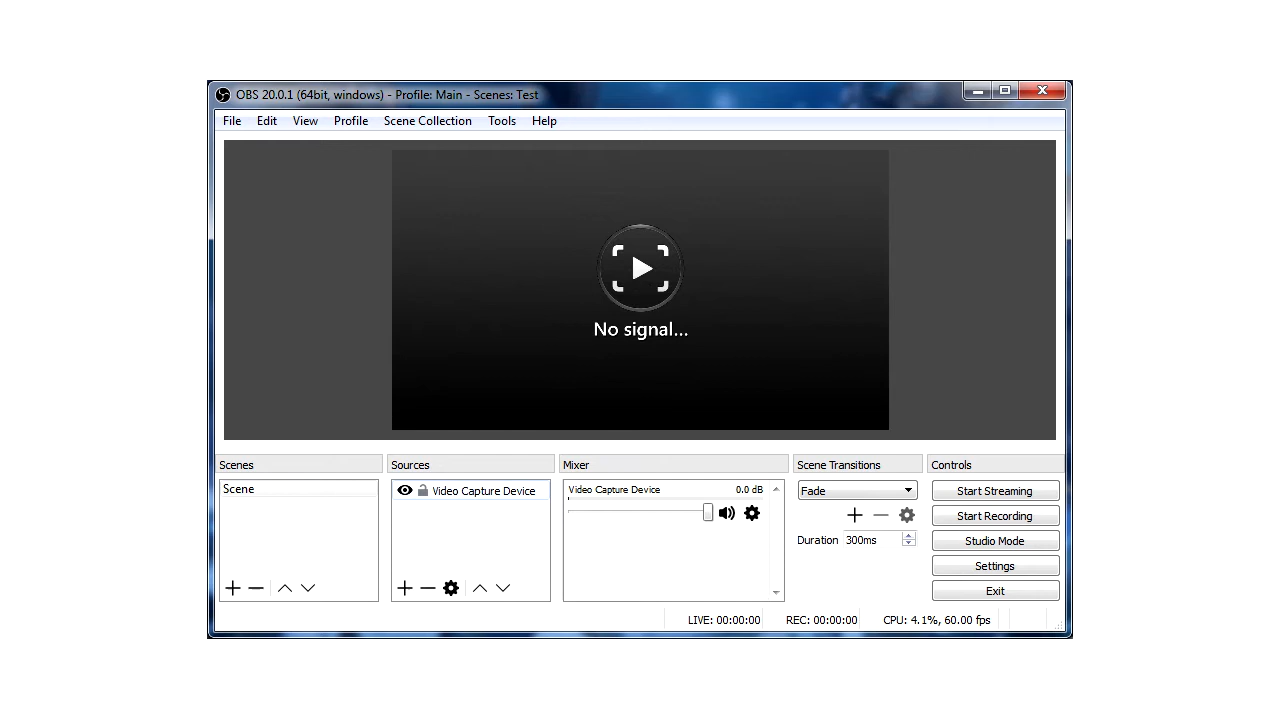 OBS 20.0.1 (64bit, windows) - Profile: Main - Scenes: Test
File Edit View Profile Scene Collection Tools Help
No signal...
Scenes Sources Mixer Scene Transitions Controls
Scene Video Capture Device Video Capture Device 0.0 dB Fade Start Streaming
Start Recording
Duration 300ms Studio Mode
Settings
Exit
LIVE: 00:00:00 REC: 00:00:00 CPU: 4.1%, 60.00 fps